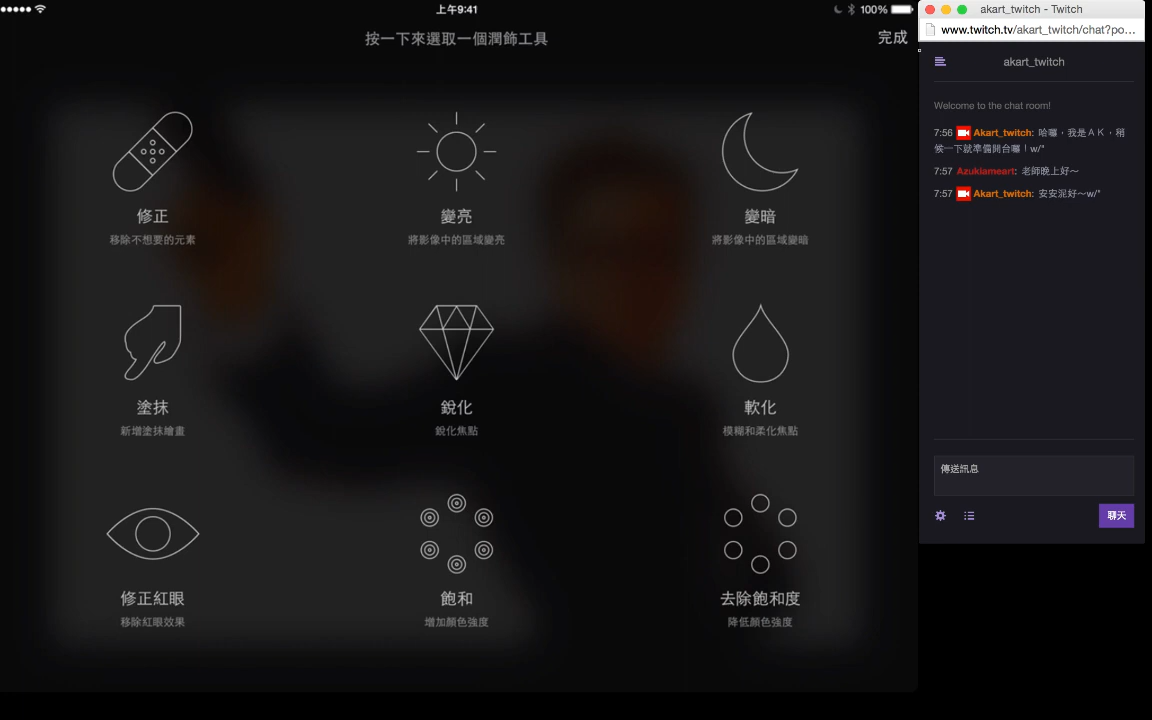 上午9:41
100%
按一下來選取一個潤飾工具
完成
修正
移除不想要的元素
變亮
將影像中的區域變亮
變暗
將影像中的區域變暗
塗抹
新增塗抹繪畫
銳化
銳化焦點
軟化
模糊和柔化焦點
修正紅眼
移除紅眼效果
飽和
增加顏色強度
去除飽和度
降低顏色強度
akart_twitch - Twitch
www.twitch.tv/akart_twitch/chat?po...
akart_twitch
Welcome to the chat room!
7:56 Akart_twitch: 哈囉，我是ＡＫ，稍
候一下就準備開台囉！w/"
7:57 Azukiameart: 老師晚上好～
7:57 Akart_twitch: 安安泥好～w/"
傳送訊息
聊天